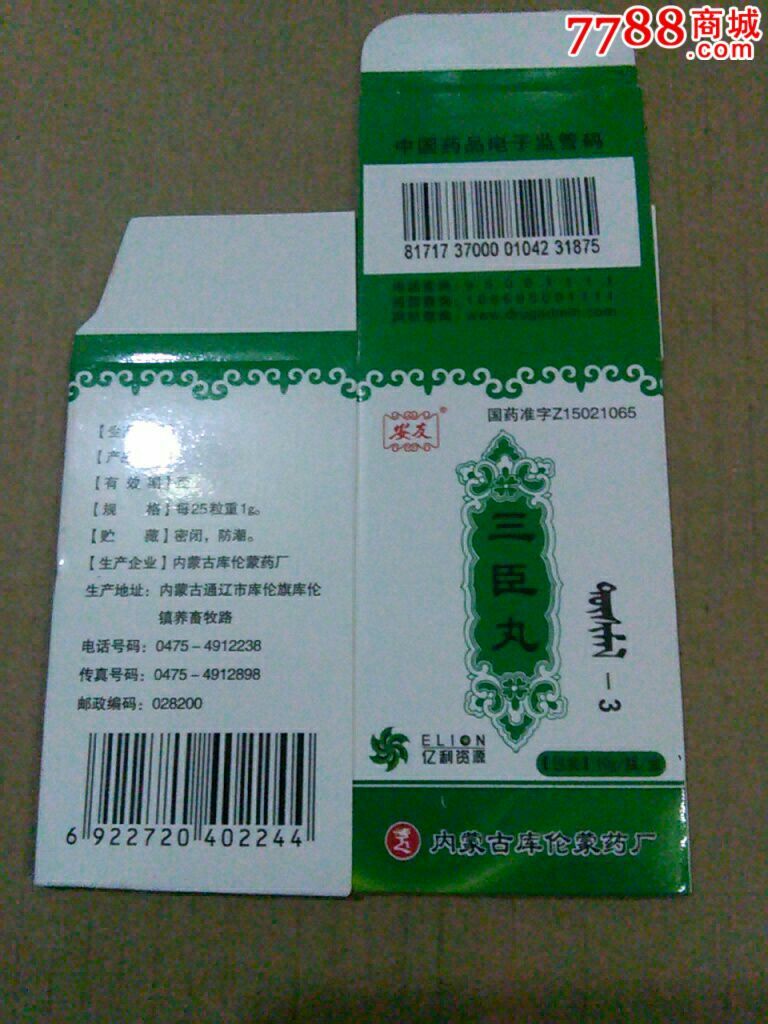 7788商城
.com
中国药品电子监管码
81717 37000 01042 31875
国药准字Z15021065
安友®
三臣丸
-3
ELION
亿利资源
内蒙古库伦蒙药厂
【有 效 期】
【规 格】每25粒重1g。
【贮 藏】密闭，防潮。
【生产企业】内蒙古库伦蒙药厂
生产地址：内蒙古通辽市库伦旗库伦
镇养畜牧路
电话号码：0475-4912238
传真号码：0475-4912898
邮政编码：028200
6 922720 402244